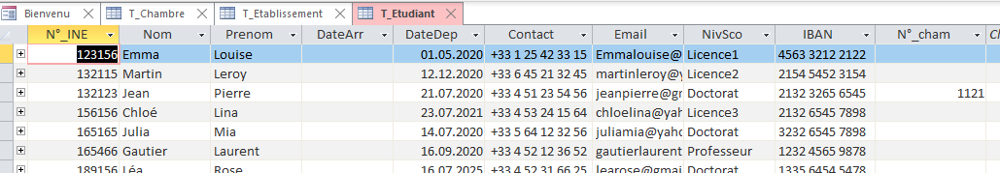 Bienvenu T_Chambre T_Etablissement T_Etudiant
N°_INE Nom Prenom DateArr DateDep Contact Email NivSco IBAN N°_cham
123156 Emma Louise 01.05.2020 +33 1 25 42 33 15 Emmalouise@ Licence1 4563 3212 2122
132115 Martin Leroy 12.12.2020 +33 6 45 21 32 45 martinleroy@y Licence2 2154 5452 3154
132123 Jean Pierre 21.07.2020 +33 4 51 23 54 56 jeanpierre@gm Doctorat 2132 3265 6545 1121
156156 Chloé Lina 23.07.2021 +33 4 53 24 15 64 chloelina@yah Licence3 2132 6545 7898
165165 Julia Mia 14.07.2020 +33 5 64 12 32 56 juliamia@yaho Doctorat 3232 6545 7898
165466 Gautier Laurent 16.09.2020 +33 4 52 12 36 52 gautierlaurent Professeur 1232 4565 9878
189156 Léa Rose 16.07.2025 +33 4 52 31 66 25 learose@gmai Doctorat 1335 6454 5478